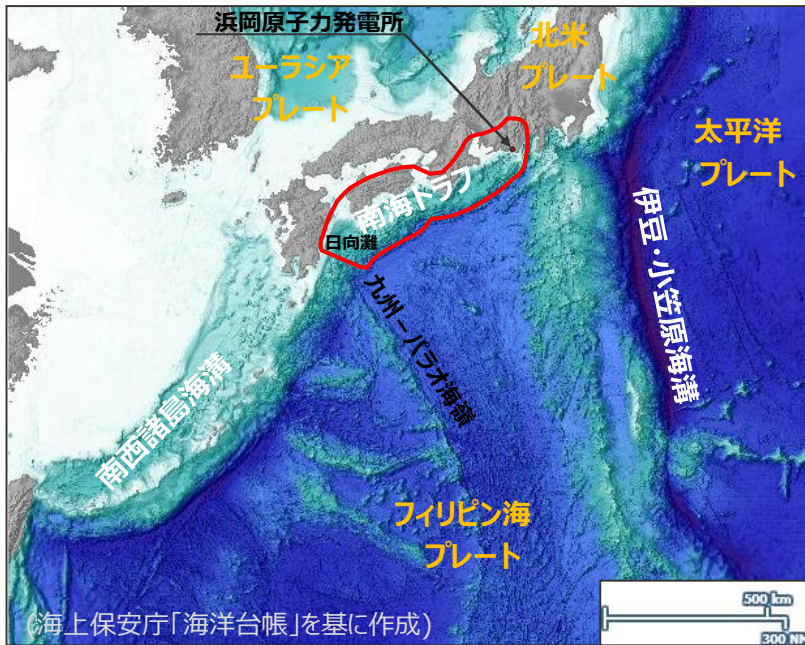 浜岡原子力発電所
北米
プレート
ユーラシア
プレート
太平洋
プレート
南海トラフ
日向灘
伊豆・小笠原海溝
九州－パラオ海嶺
南西諸島海溝
フィリピン海
プレート
(海上保安庁「海洋台帳」を基に作成)
500 km
300 NM